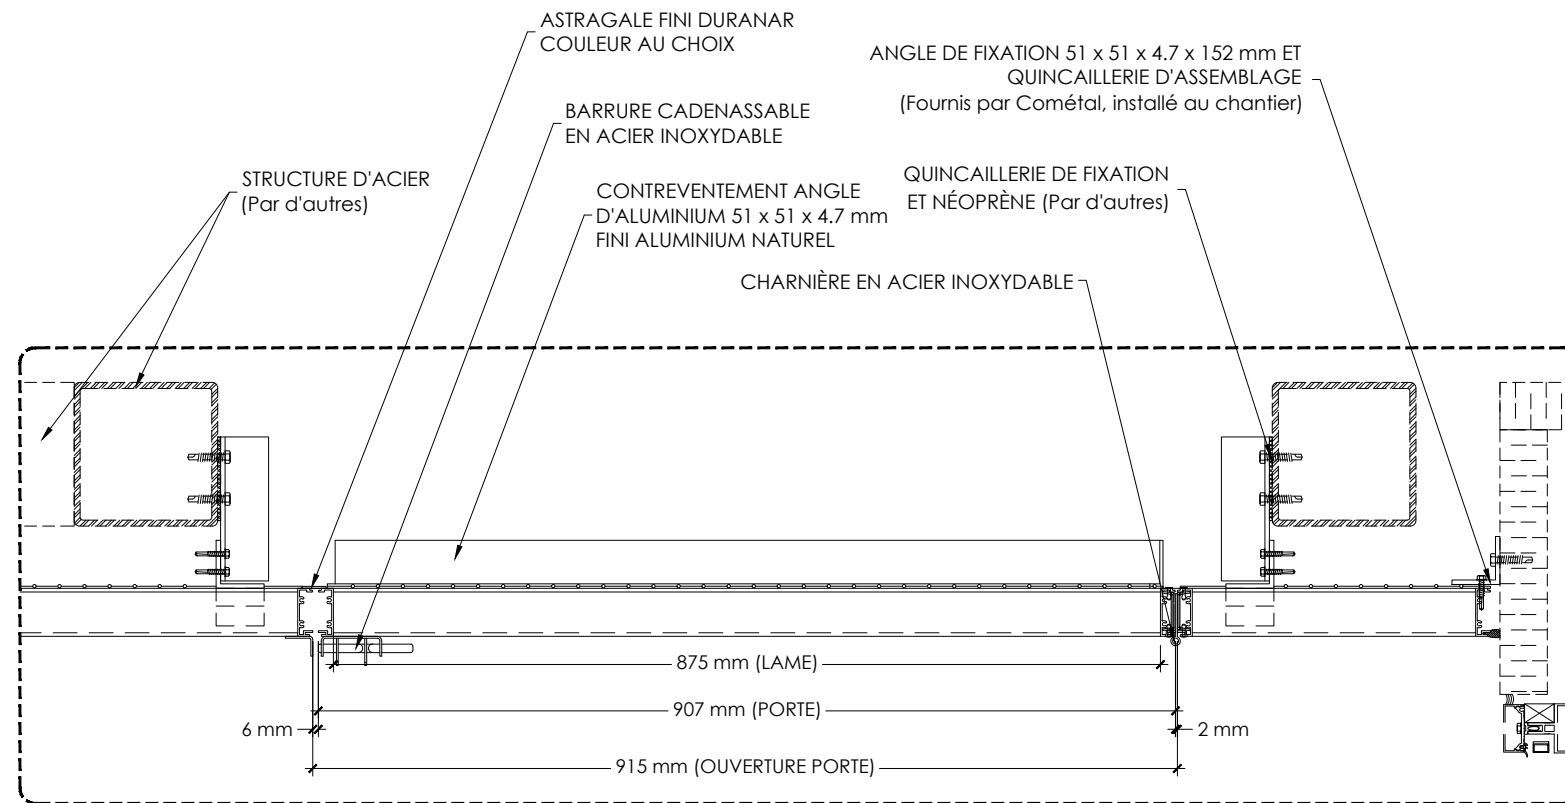 ASTRAGALE FINI DURANAR
COULEUR AU CHOIX
ANGLE DE FIXATION 51 x 51 x 4.7 x 152 mm ET
QUINCAILLERIE D'ASSEMBLAGE
(Fournis par Cométal, installé au chantier)
BARRURE CADENASSABLE
EN ACIER INOXYDABLE
STRUCTURE D'ACIER
(Par d'autres)
CONTREVENTEMENT ANGLE
D'ALUMINIUM 51 x 51 x 4.7 mm
FINI ALUMINIUM NATUREL
QUINCAILLERIE DE FIXATION
ET NÉOPRÈNE (Par d'autres)
CHARNIÈRE EN ACIER INOXYDABLE
875 mm (LAME)
907 mm (PORTE)
6 mm
2 mm
915 mm (OUVERTURE PORTE)